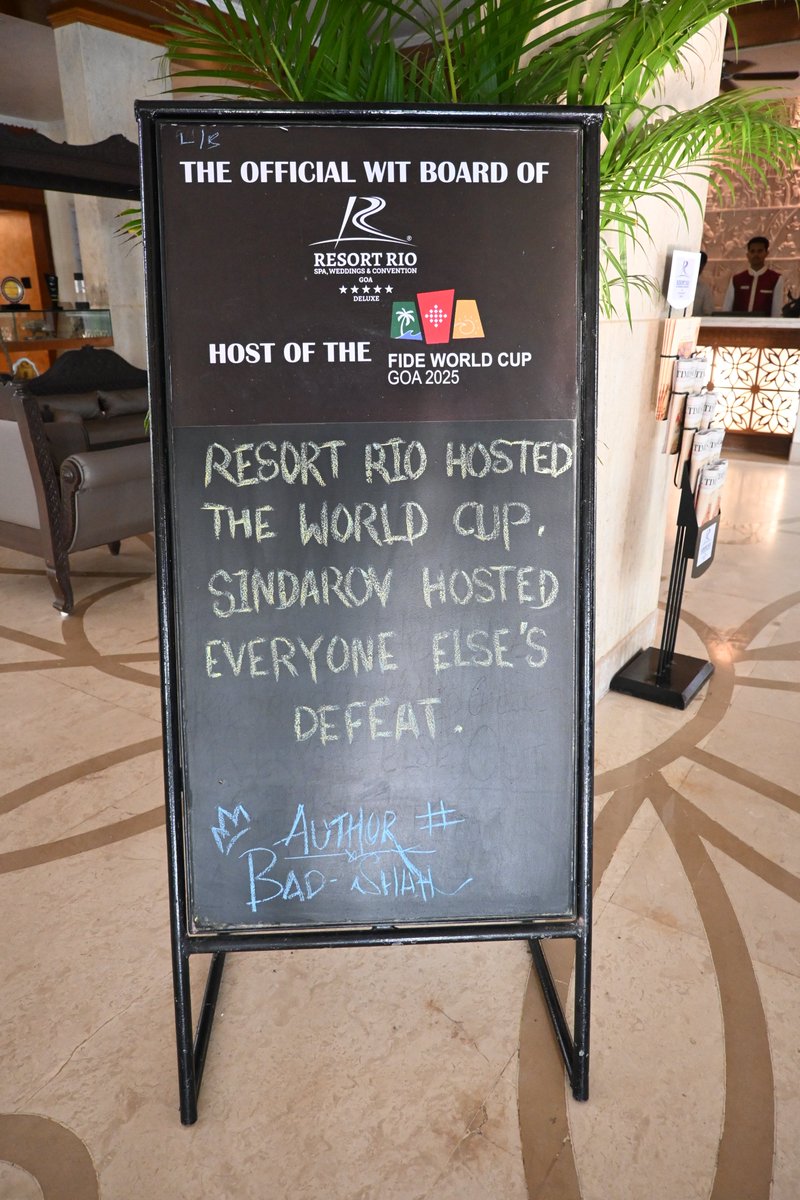 THE OFFICIAL WIT BOARD OF
R
RESORT RIO
SPA, WEDDINGS & CONVENTION
GOA
★★★★★
DELUXE
HOST OF THE
FIDE WORLD CUP
GOA 2025
RESORT RIO HOSTED
THE WORLD CUP.
SINDAROV HOSTED
EVERYONE ELSE'S
DEFEAT.
AUTHOR #
BAD-SHAH